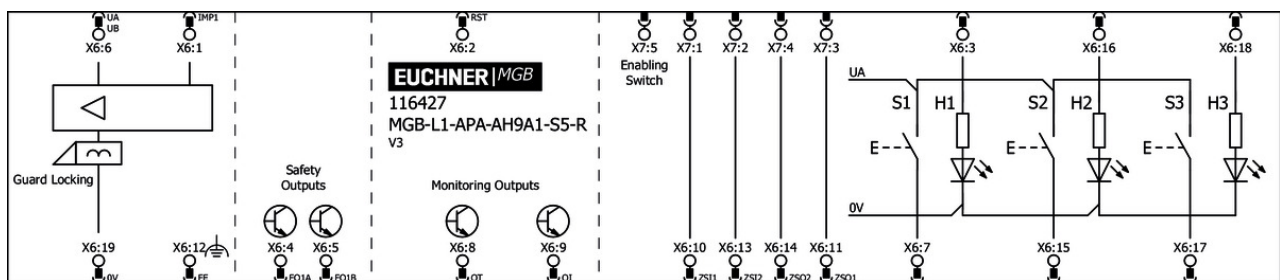 UA
UB
IMP1
RST
X6:6
X6:1
X6:2
X7:5
X7:1
X7:2
X7:4
X7:3
X6:3
X6:16
X6:18
Enabling
Switch
EUCHNER|MGB
116427
MGB-L1-APA-AH9A1-S5-R
V3
UA
S1
H1
S2
H2
S3
H3
E
E
E
Guard Locking
Safety
Outputs
Monitoring Outputs
0V
X6:19
X6:12
X6:4
X6:5
X6:8
X6:9
X6:10
X6:13
X6:14
X6:11
X6:7
X6:15
X6:17
0V
FE
FO1A
FO1B
OT
OI
ZSI1
ZSI2
ZSO2
ZSO1